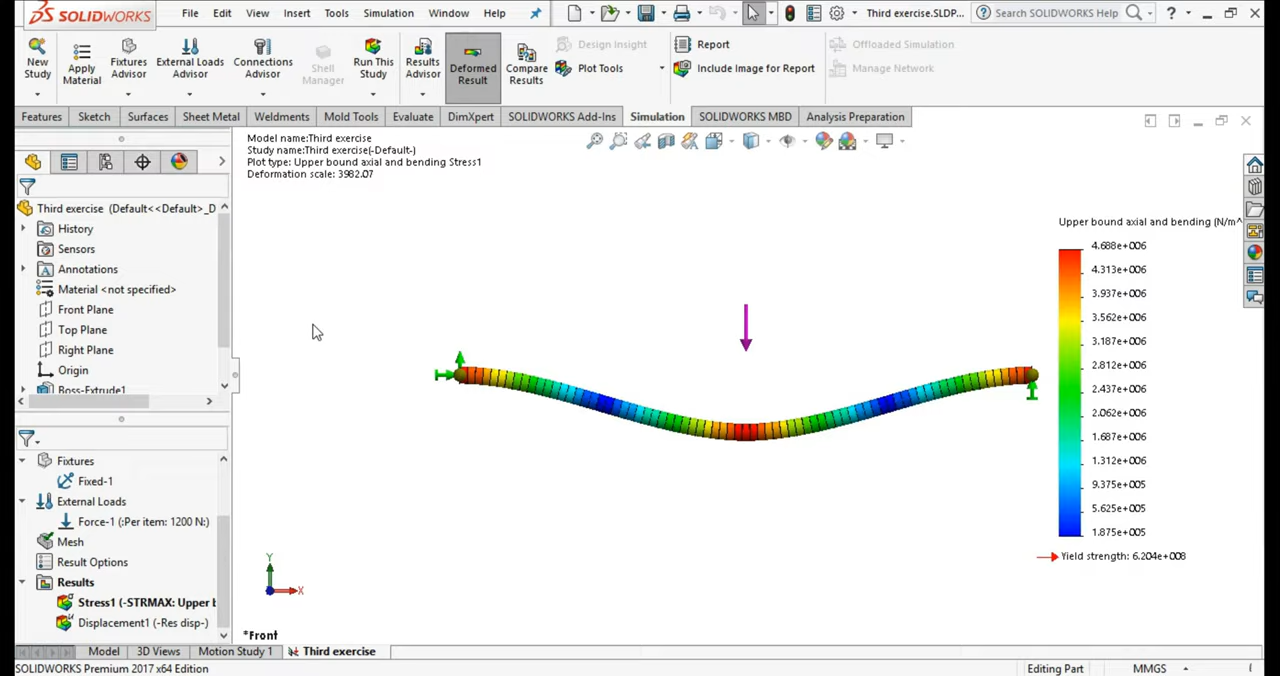 SOLIDWORKS File Edit View Insert Tools Simulation Window Help Third exercise.SLDP... Search SOLIDWORKS Help ?
New Study
Apply Material
Fixtures Advisor
External Loads Advisor
Connections Advisor
Shell Manager
Run This Study
Results Advisor
Deformed Result
Compare Results
Design Insight
Plot Tools
Report
Include Image for Report
Offloaded Simulation
Manage Network
Features Sketch Surfaces Sheet Metal Weldments Mold Tools Evaluate DimXpert SOLIDWORKS Add-Ins Simulation SOLIDWORKS MBD Analysis Preparation
Model name:Third exercise
Study name:Third exercise(-Default-)
Plot type: Upper bound axial and bending Stress1
Deformation scale: 3982.07
Third exercise (Default<<Default>_D
History
Sensors
Annotations
Material <not specified>
Front Plane
Top Plane
Right Plane
Origin
Boss-Extrude1
Fixtures
Fixed-1
External Loads
Force-1 (:Per item: 1200 N:)
Mesh
Result Options
Results
Stress1 (-STRMAX: Upper b
Displacement1 (-Res disp-)
Upper bound axial and bending (N/m^
4.688e+006
4.313e+006
3.937e+006
3.562e+006
3.187e+006
2.812e+006
2.437e+006
2.062e+006
1.687e+006
1.312e+006
9.375e+005
5.625e+005
1.875e+005
Yield strength: 6.204e+008
Y
X
*Front
Model 3D Views Motion Study 1 Third exercise
SOLIDWORKS Premium 2017 x64 Edition Editing Part MMGS